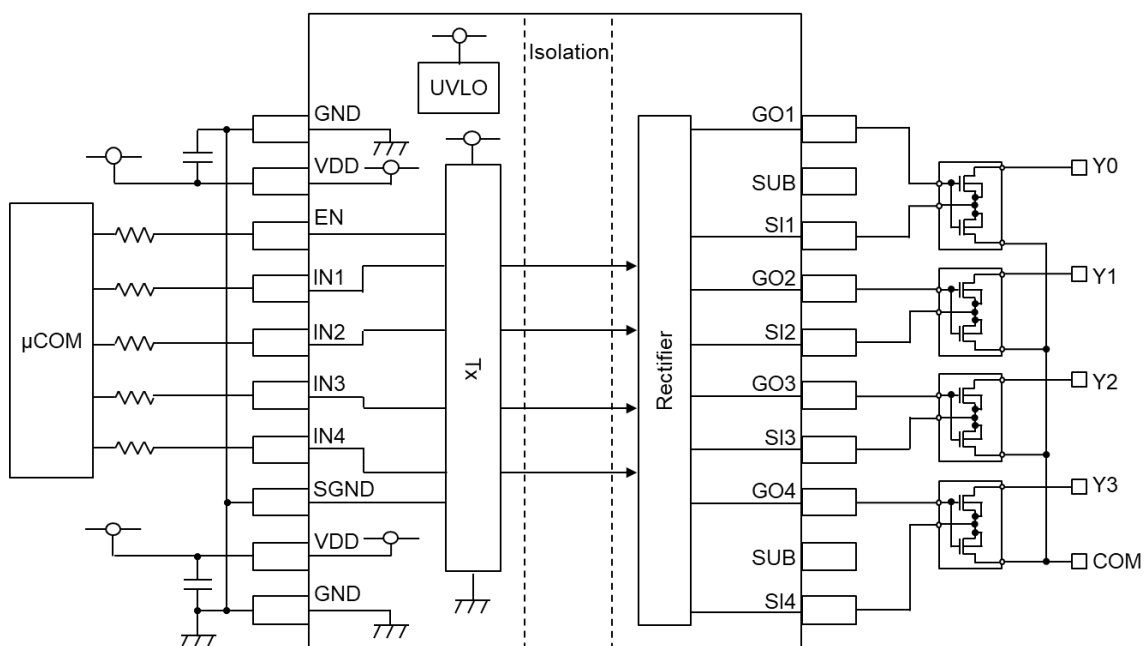 Isolation
UVLO
GND
VDD
EN
IN1
IN2
IN3
IN4
SGND
VDD
GND
µCOM
Tx
Rectifier
GO1
SUB
SI1
GO2
SI2
GO3
SI3
GO4
SUB
SI4
Y0
Y1
Y2
Y3
COM